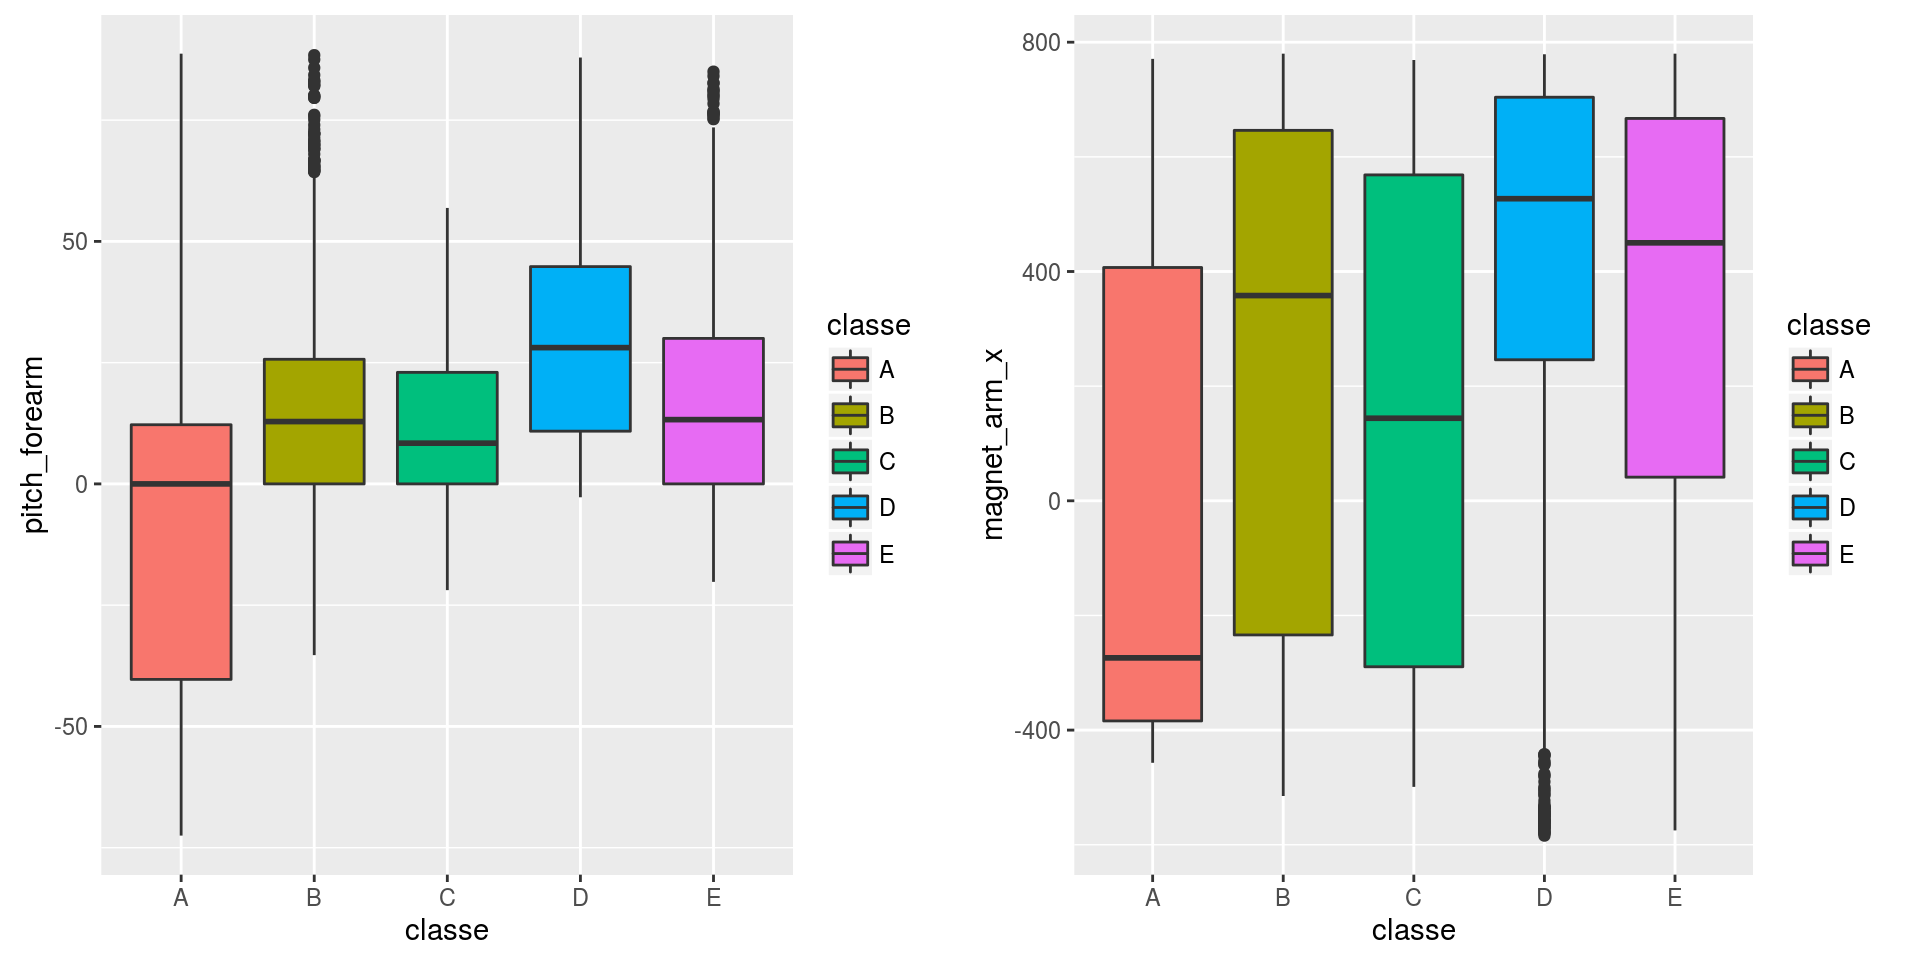 pitch_forearm
50
0
-50
A B C D E
classe
classe
A
B
C
D
E
magnet_arm_x
800
400
0
-400
A B C D E
classe
classe
A
B
C
D
E